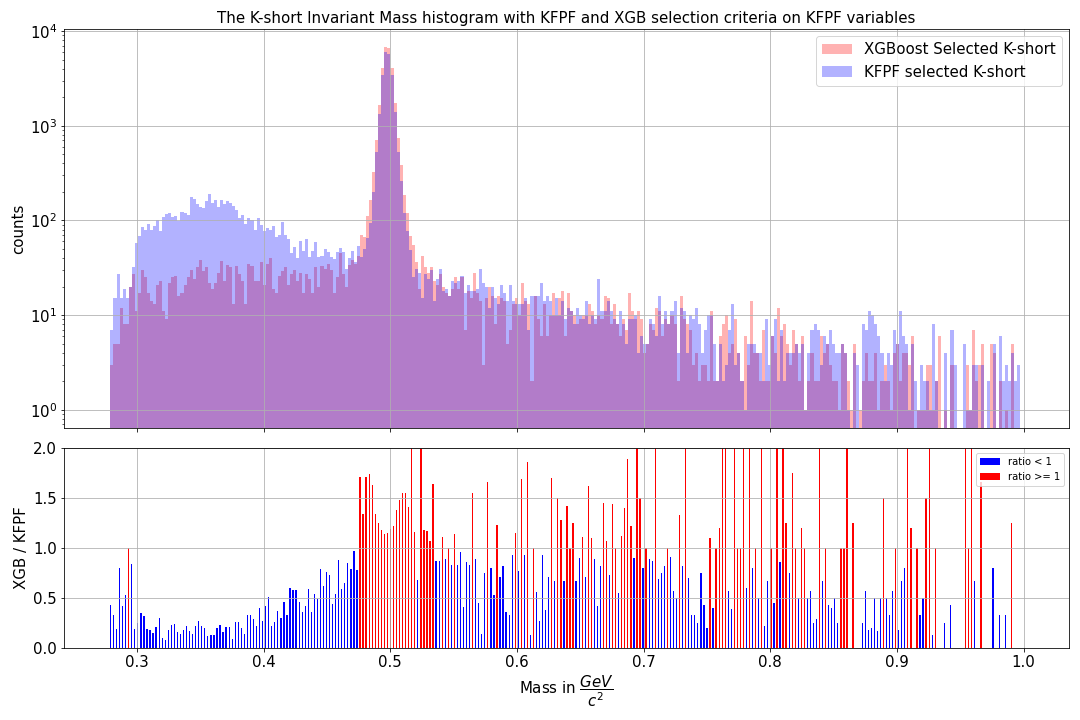 The K-short Invariant Mass histogram with KFPF and XGB selection criteria on KFPF variables
XGBoost Selected K-short
KFPF selected K-short
counts
10^4
10^3
10^2
10^1
10^0
ratio < 1
ratio >= 1
XGB / KFPF
2.0
1.5
1.0
0.5
0.0
0.3 0.4 0.5 0.6 0.7 0.8 0.9 1.0
Mass in GeV/c^2